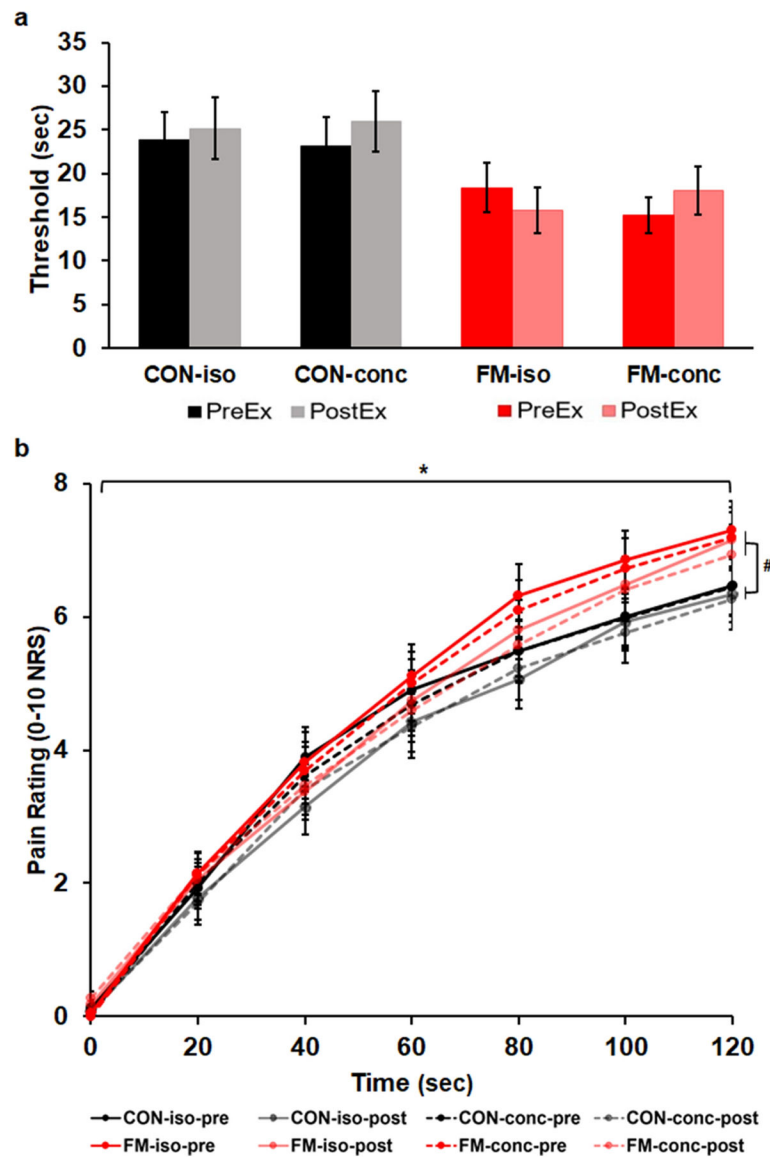 a
Threshold (sec)
35
30
25
20
15
10
5
0
CON-iso CON-conc FM-iso FM-conc
PreEx PostEx PreEx PostEx
b
Pain Rating (0-10 NRS)
*
8
#
6
4
2
0
0 20 40 60 80 100 120
Time (sec)
CON-iso-pre CON-iso-post CON-conc-pre CON-conc-post
FM-iso-pre FM-iso-post FM-conc-pre FM-conc-post